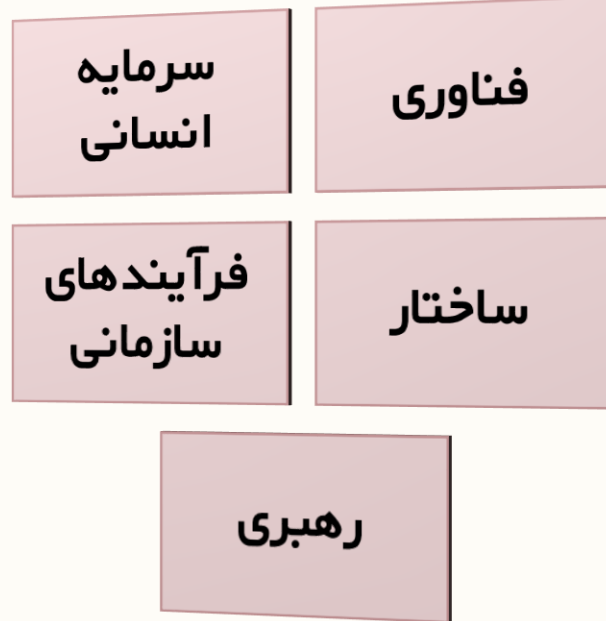 فناوری
سرمایه
انسانی
ساختار
فرآیندهای
سازمانی
رهبری